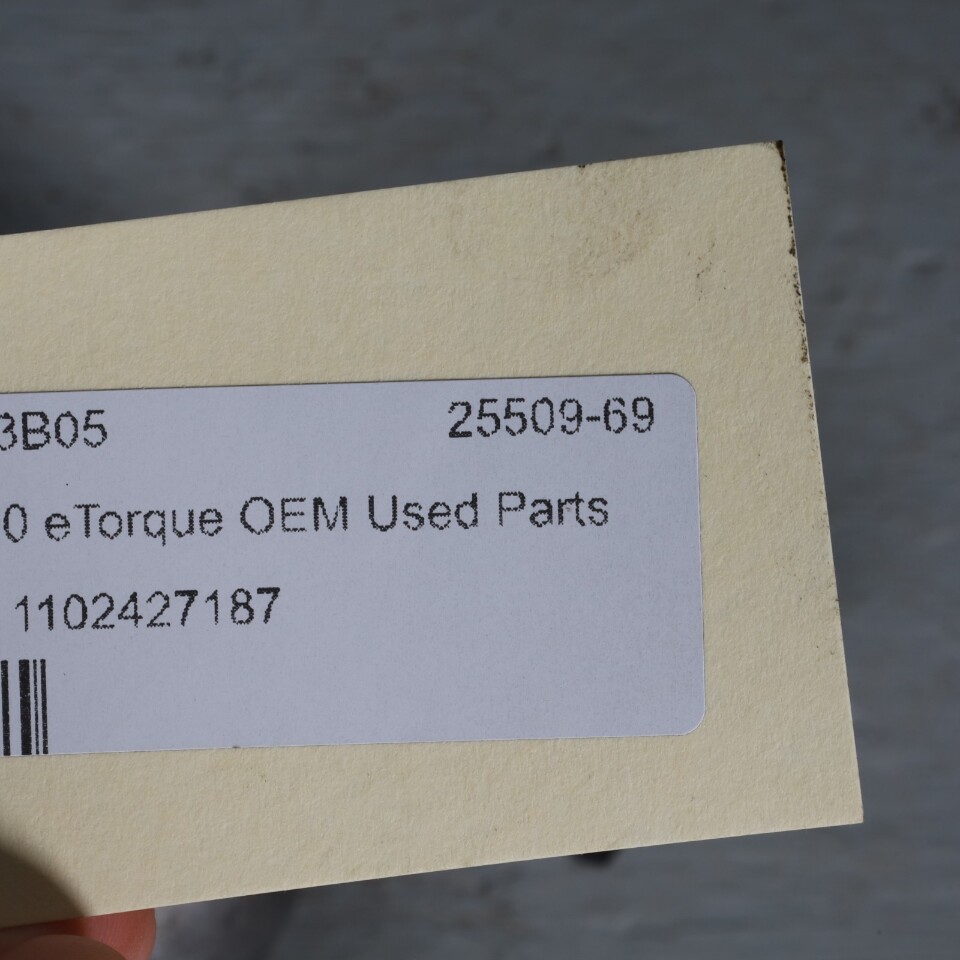 3B05 25509-69
0 eTorque OEM Used Parts
1102427187